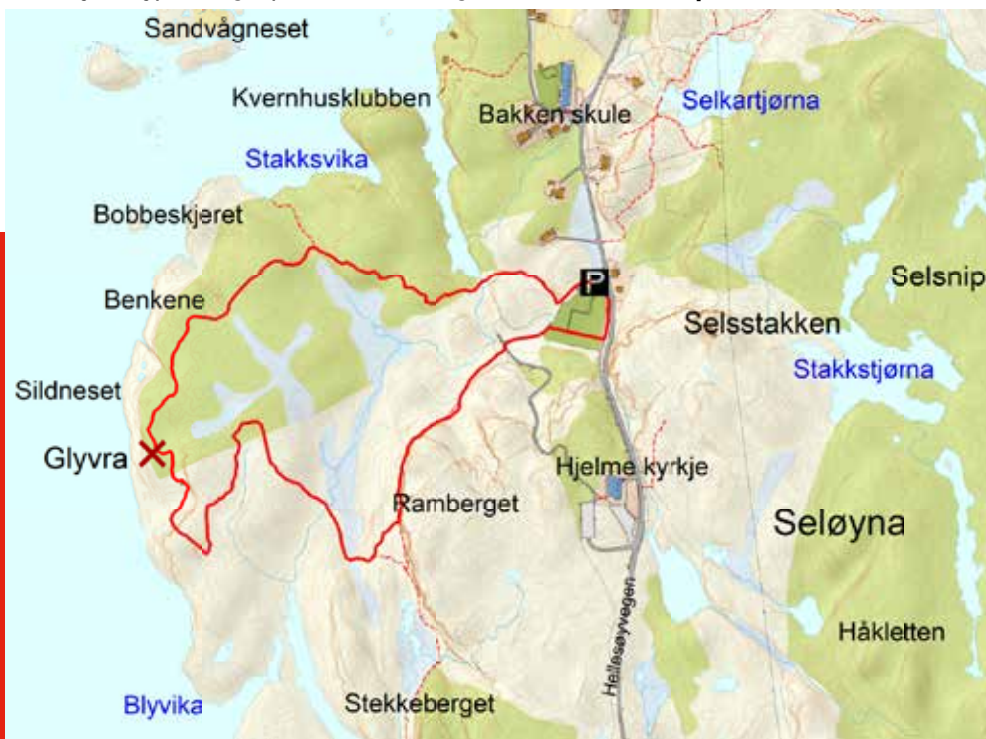 Sandvågneset
Kvernhusklubben
Bakken skule
Selkartjørna
Stakksvika
Bobbeskjeret
P
Selsnip
Benkene
Selsstakken
Stakkstjørna
Sildneset
Glyvra
Hjelme kyrkje
Ramberget
Seløyna
Hellesøyvegen
Håkletten
Blyvika
Stekkeberget